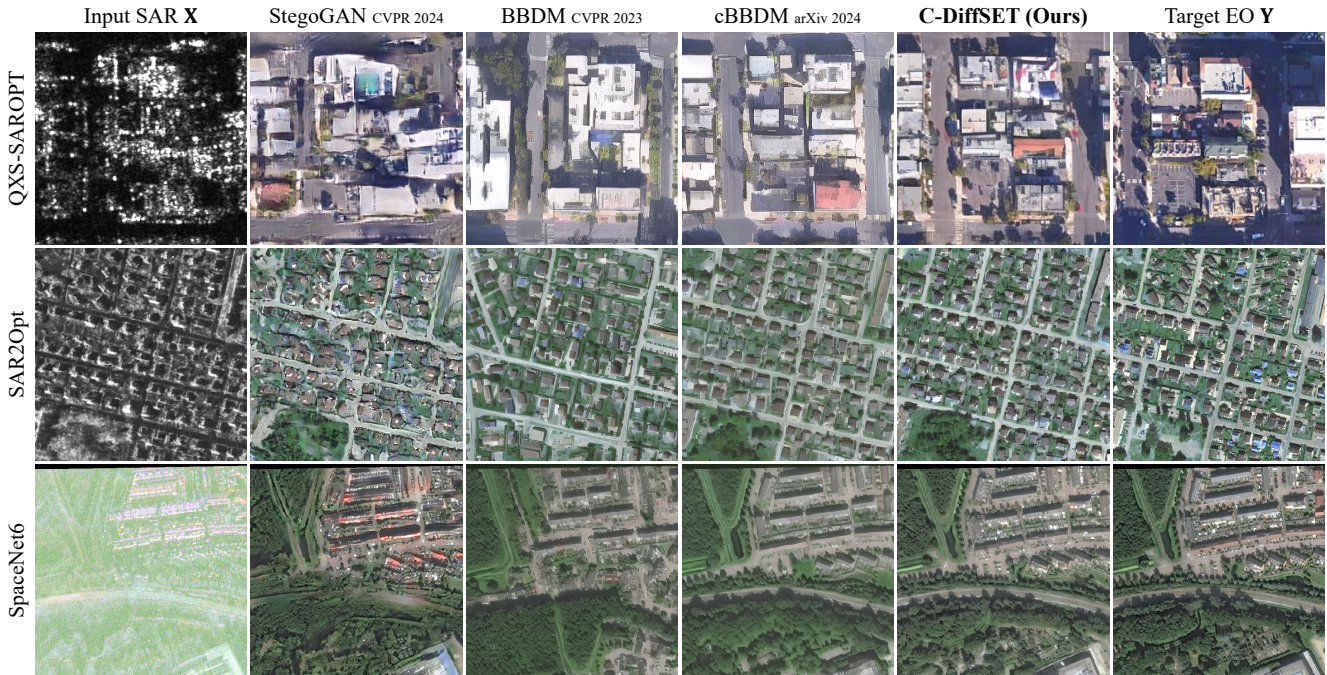 Input SAR X
StegoGAN CVPR 2024
BBDM CVPR 2023
cBBDM arXiv 2024
C-DiffSET (Ours)
Target EO Y
QXS-SAROPT
SAR2Opt
SpaceNet6